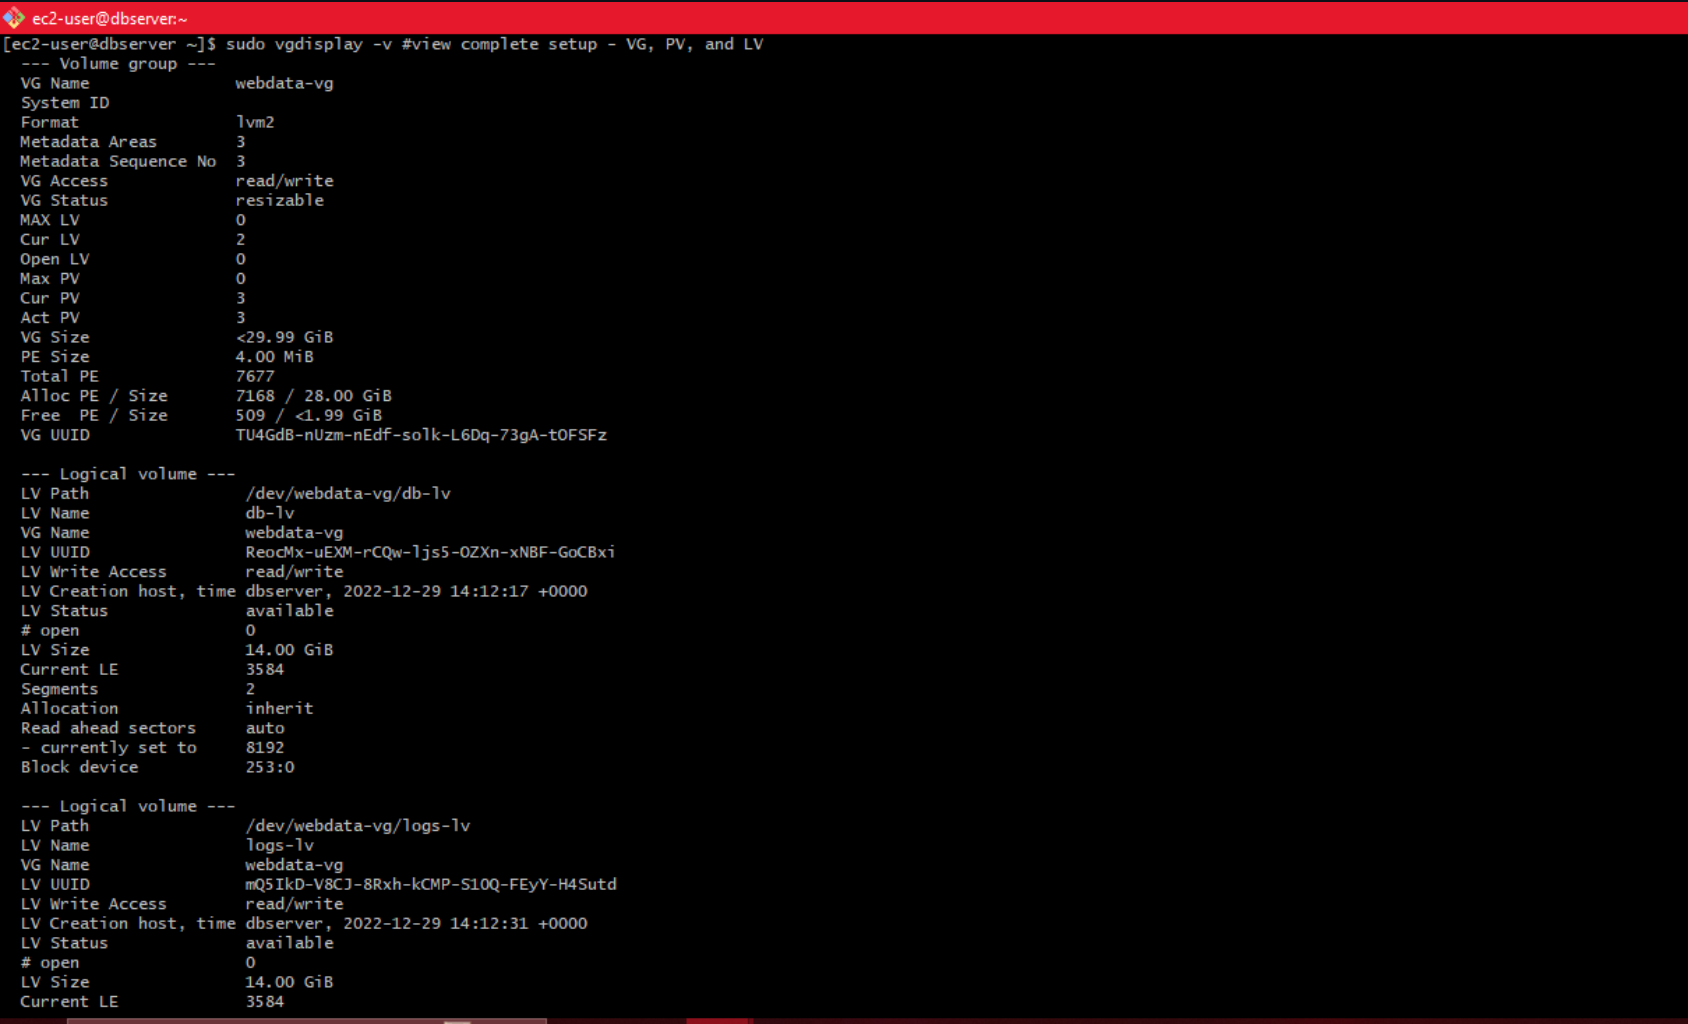 ec2-user@dbserver:~
[ec2-user@dbserver ~]$ sudo vgdisplay -v #view complete setup - VG, PV, and LV
--- Volume group ---
VG Name webdata-vg
System ID
Format lvm2
Metadata Areas 3
Metadata Sequence No 3
VG Access read/write
VG Status resizable
MAX LV 0
Cur LV 2
Open LV 0
Max PV 0
Cur PV 3
Act PV 3
VG Size <29.99 GiB
PE Size 4.00 MiB
Total PE 7677
Alloc PE / Size 7168 / 28.00 GiB
Free PE / Size 509 / <1.99 GiB
VG UUID TU4GdB-nUzm-nEdf-solk-L6Dq-73gA-tOFSFz
--- Logical volume ---
LV Path /dev/webdata-vg/db-lv
LV Name db-lv
VG Name webdata-vg
LV UUID ReocMx-uEXM-rCQw-ljs5-OZXn-xNBF-GoCBxi
LV Write Access read/write
LV Creation host, time dbserver, 2022-12-29 14:12:17 +0000
LV Status available
# open 0
LV Size 14.00 GiB
Current LE 3584
Segments 2
Allocation inherit
Read ahead sectors auto
- currently set to 8192
Block device 253:0
--- Logical volume ---
LV Path /dev/webdata-vg/logs-lv
LV Name logs-lv
VG Name webdata-vg
LV UUID mQ5IkD-V8CJ-8Rxh-kCMP-S1OQ-FEyY-H4Sutd
LV Write Access read/write
LV Creation host, time dbserver, 2022-12-29 14:12:31 +0000
LV Status available
# open 0
LV Size 14.00 GiB
Current LE 3584